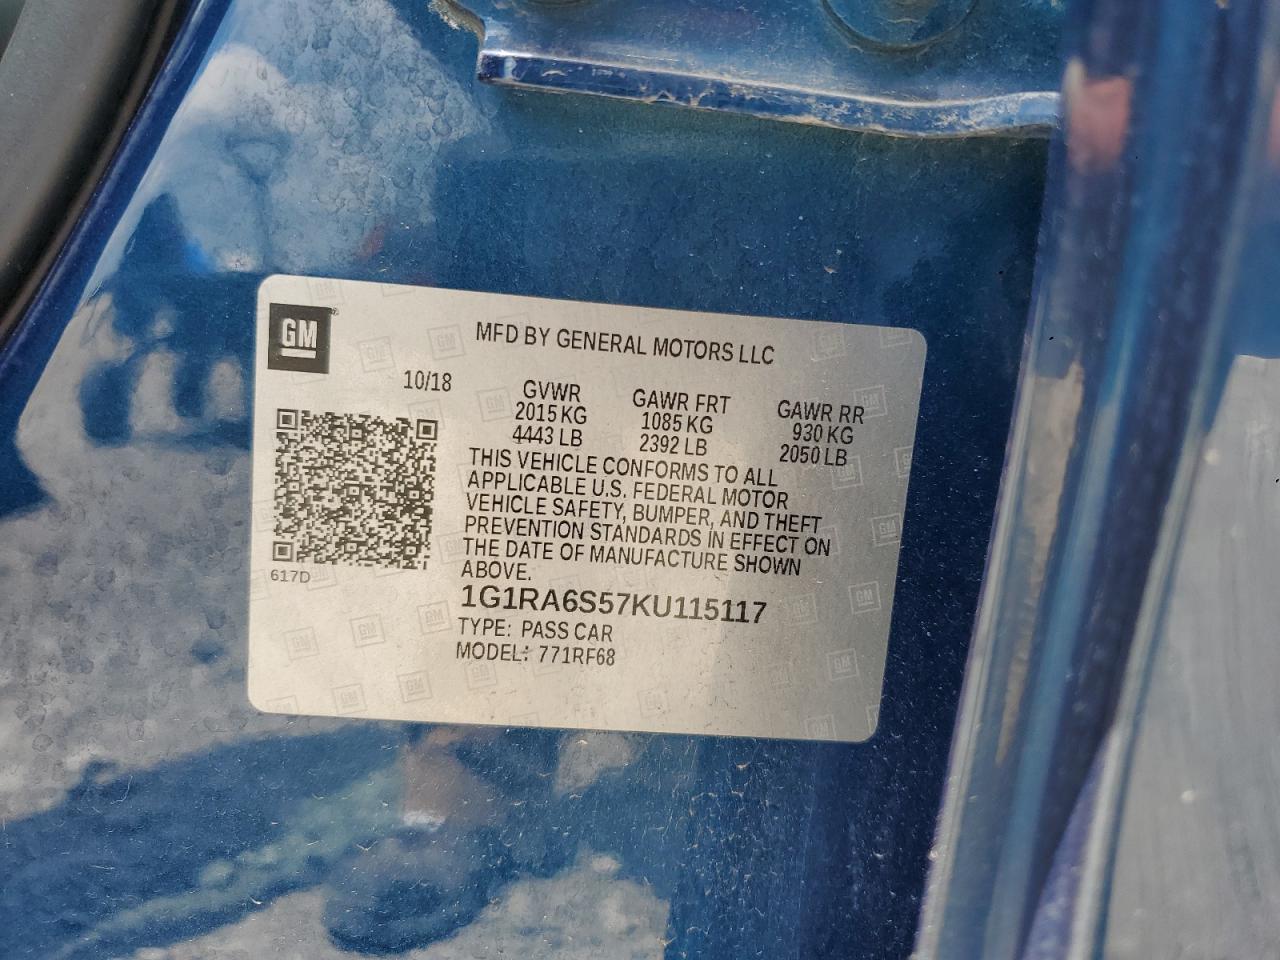 GM
MFD BY GENERAL MOTORS LLC
10/18
GVWR
2015 KG
4443 LB
GAWR FRT
1085 KG
2392 LB
GAWR RR
930 KG
2050 LB
THIS VEHICLE CONFORMS TO ALL
APPLICABLE U.S. FEDERAL MOTOR
VEHICLE SAFETY, BUMPER, AND THEFT
PREVENTION STANDARDS IN EFFECT ON
THE DATE OF MANUFACTURE SHOWN
ABOVE.
617D
1G1RA6S57KU115117
TYPE: PASS CAR
MODEL: 771RF68